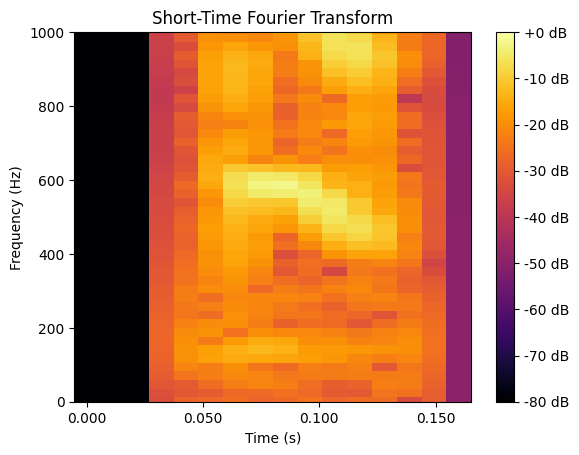 Short-Time Fourier Transform
1000
800
600
400
200
0
Frequency (Hz)
0.000
0.050
0.100
0.150
Time (s)
+0 dB
-10 dB
-20 dB
-30 dB
-40 dB
-50 dB
-60 dB
-70 dB
-80 dB